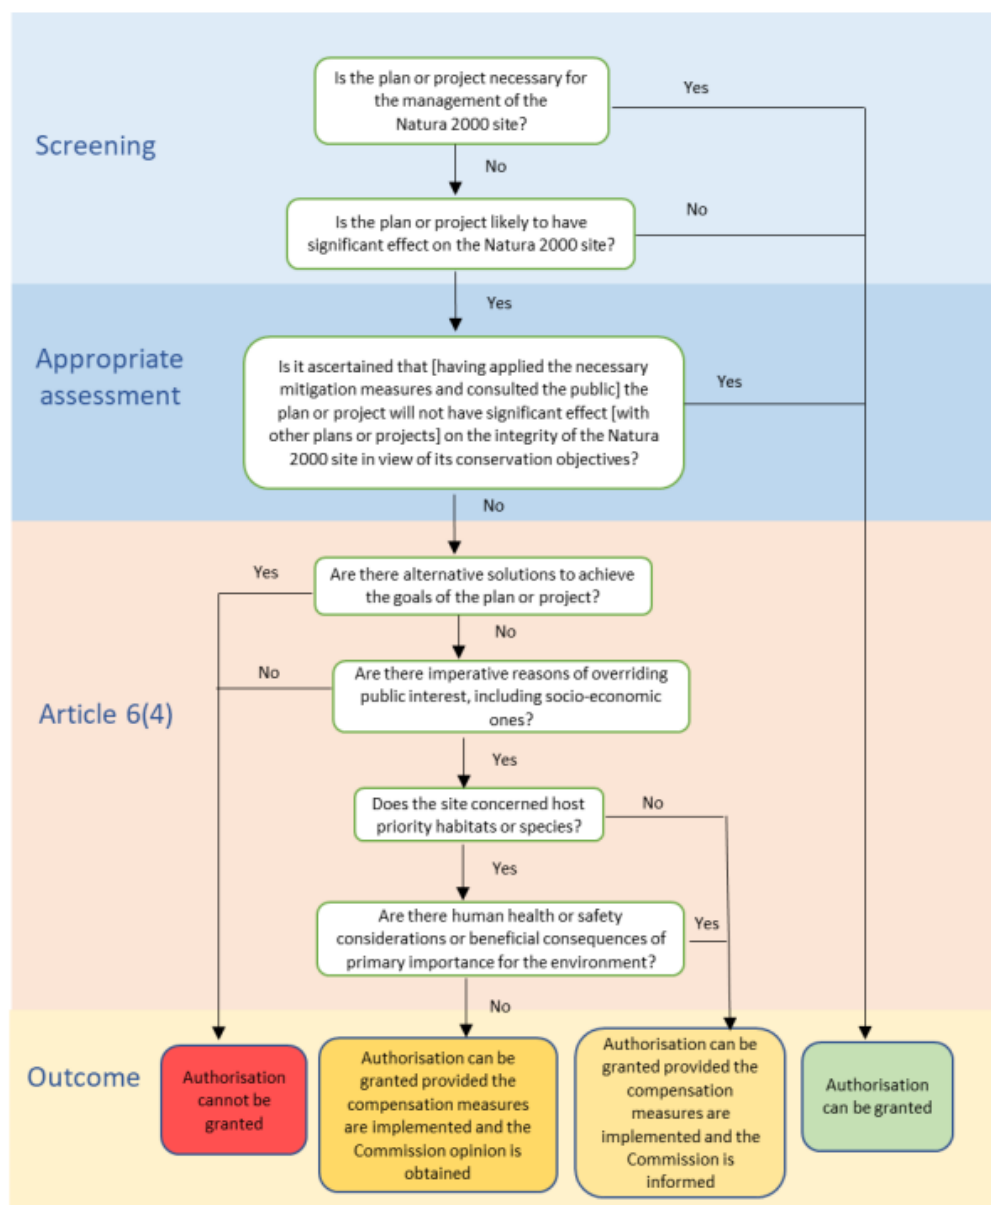 Is the plan or project necessary for
the management of the
Natura 2000 site?
Yes
Screening
No
Is the plan or project likely to have
significant effect on the Natura 2000 site?
No
Yes
Appropriate
assessment
Is it ascertained that [having applied the necessary
mitigation measures and consulted the public] the
plan or project will not have significant effect [with
other plans or projects] on the integrity of the Natura
2000 site in view of its conservation objectives?
Yes
No
Are there alternative solutions to achieve
the goals of the plan or project?
Yes
No
Are there imperative reasons of overriding
public interest, including socio-economic
ones?
No
Article 6(4)
Yes
Does the site concerned host
priority habitats or species?
No
Yes
Are there human health or safety
considerations or beneficial consequences of
primary importance for the environment?
Yes
No
Outcome
Authorisation
cannot be
granted
Authorisation can be
granted provided the
compensation measures
are implemented and the
Commission opinion is
obtained
Authorisation can be
granted provided the
compensation
measures are
implemented and the
Commission is
informed
Authorisation
can be granted